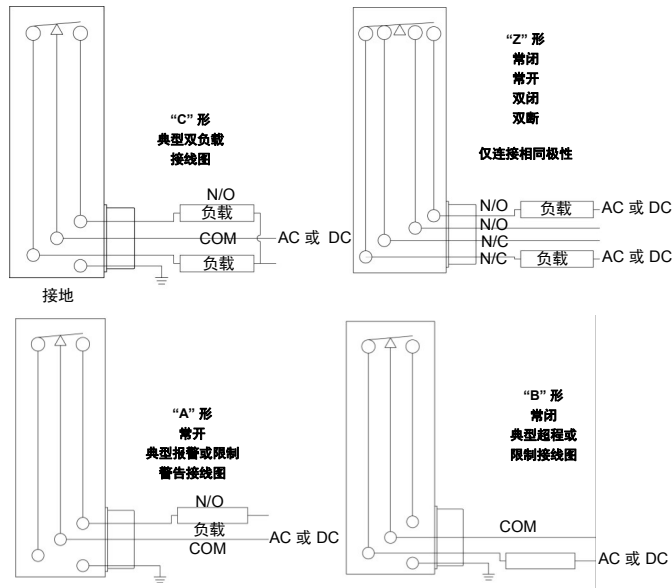 “C” 形
典型双负载
接线图
N/O
负载
COM
AC 或 DC
负载
接地
“Z” 形
常闭
常开
双闭
双断
仅连接相同极性
N/O
负载
AC 或 DC
N/O
N/C
N/C
负载
AC 或 DC
“A” 形
常开
典型报警或限制
警告接线图
N/O
负载
COM
AC 或 DC
“B” 形
常闭
典型超程或
限制接线图
COM
AC 或 DC